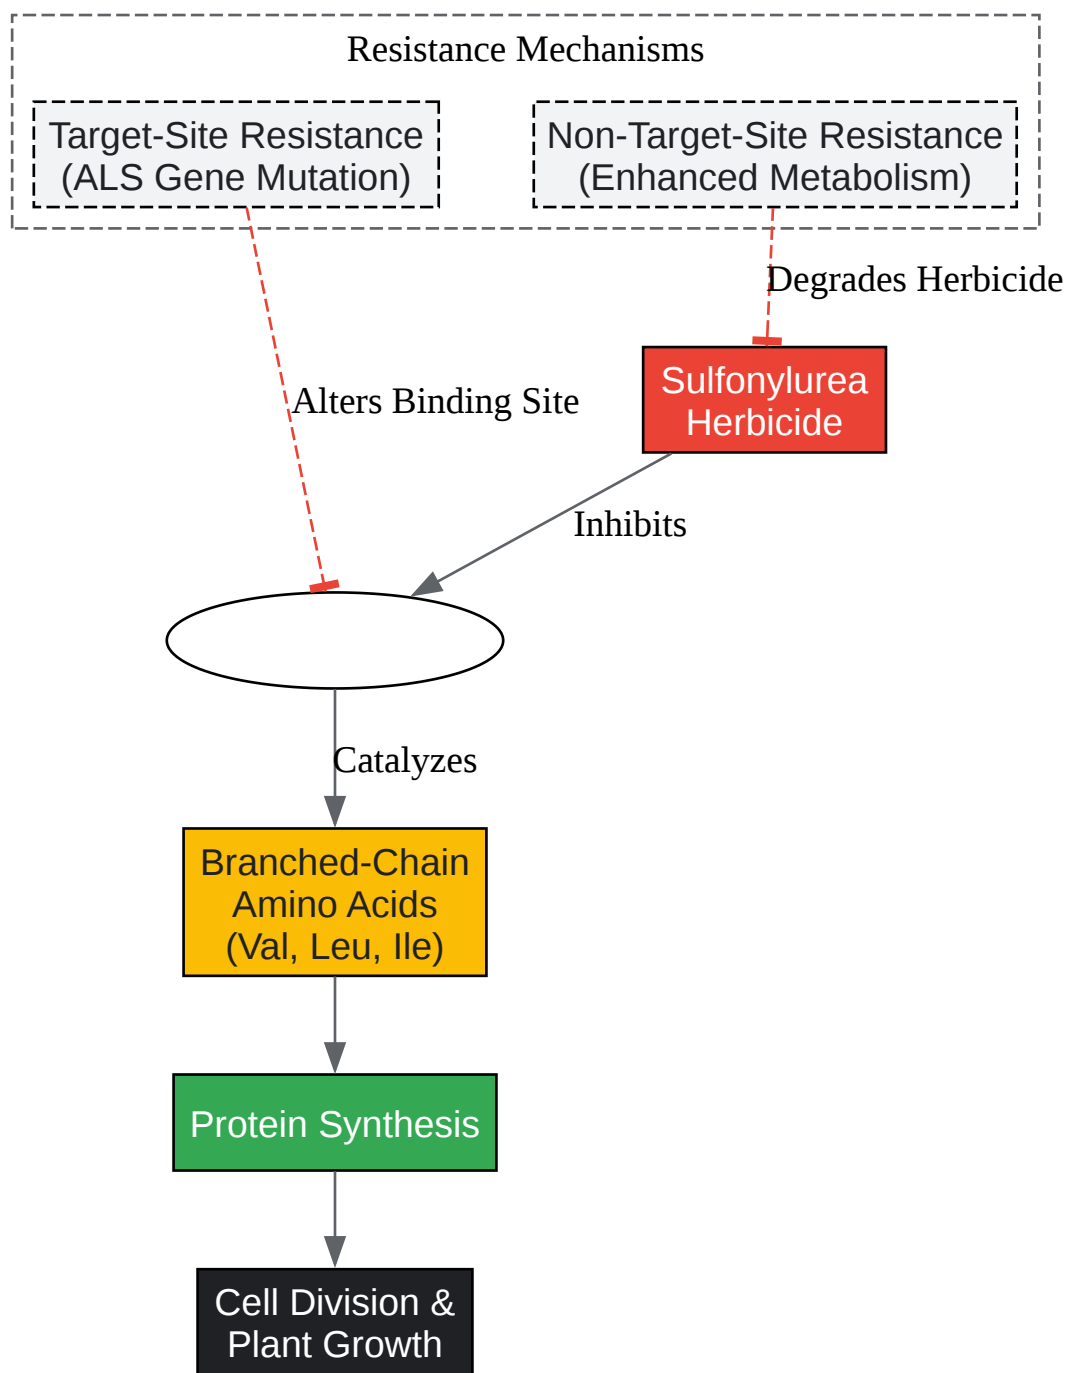 Resistance Mechanisms
Target-Site Resistance
(ALS Gene Mutation)
Non-Target-Site Resistance
(Enhanced Metabolism)
Degrades Herbicide
Sulfonylurea
Herbicide
Alters Binding Site
Inhibits
Catalyzes
Branched-Chain
Amino Acids
(Val, Leu, Ile)
Protein Synthesis
Cell Division &
Plant Growth